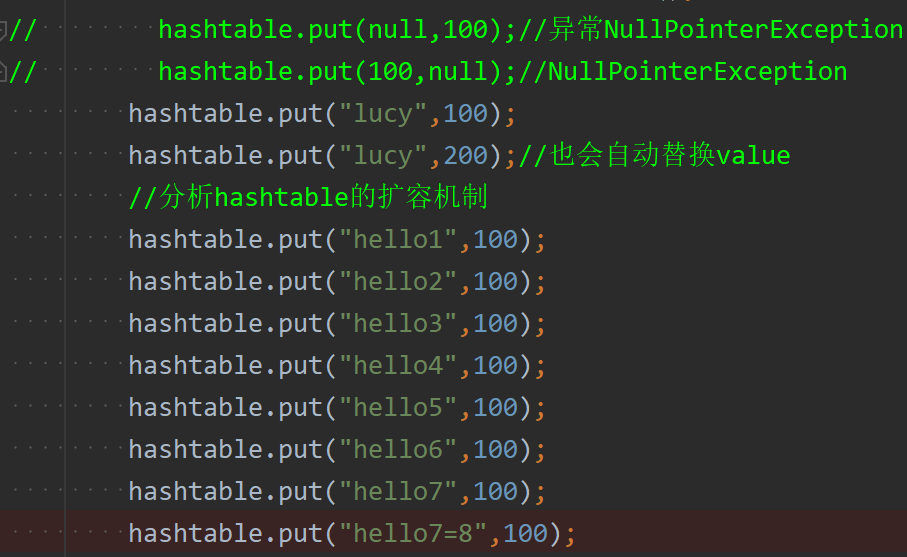 //        hashtable.put(null,100);//异常NullPointerException
//        hashtable.put(100,null);//NullPointerException
hashtable.put("lucy",100);
hashtable.put("lucy",200);//也会自动替换value
//分析hashtable的扩容机制
hashtable.put("hello1",100);
hashtable.put("hello2",100);
hashtable.put("hello3",100);
hashtable.put("hello4",100);
hashtable.put("hello5",100);
hashtable.put("hello6",100);
hashtable.put("hello7",100);
hashtable.put("hello7=8",100);